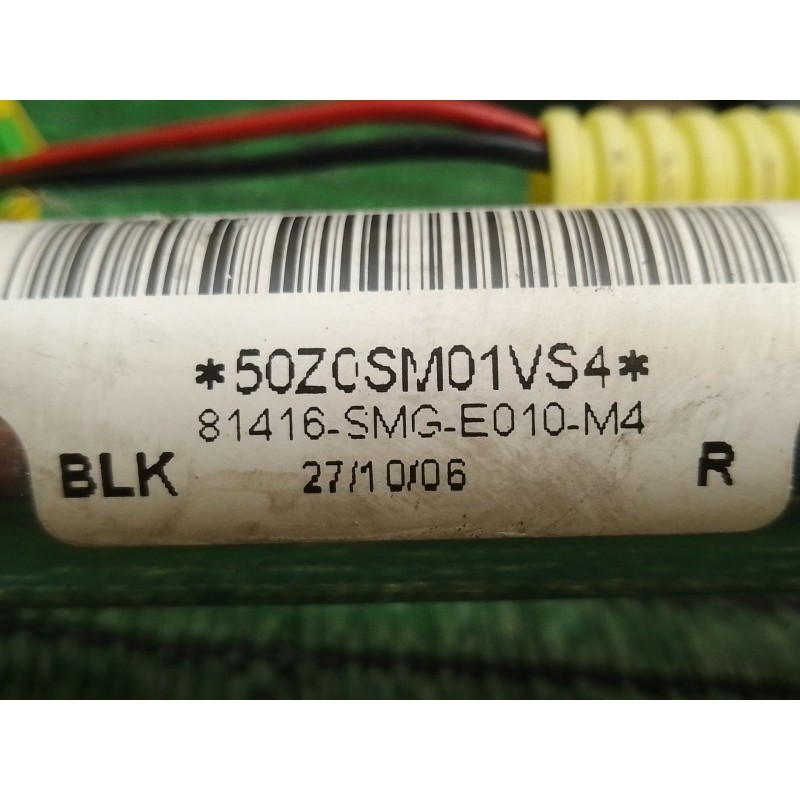 *50Z0SM01VS4*
81416-SMG-E010-M4
BLK 27/10/06 R